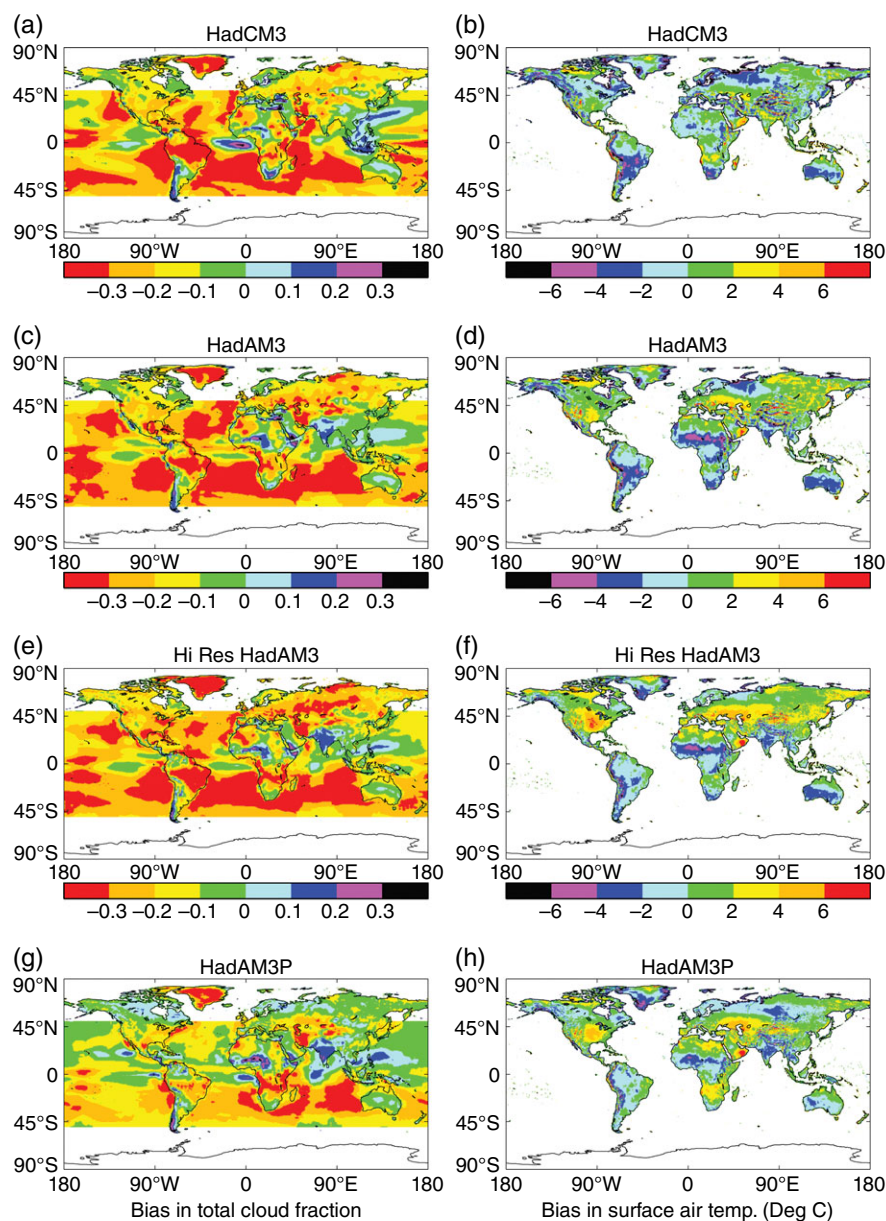 (a) HadCM3
90°N
45°N
0
45°S
90°S
180 90°W 0 90°E 180
–0.3 –0.2 –0.1 0 0.1 0.2 0.3
(b) HadCM3
90°N
45°N
0
45°S
90°S
180 90°W 0 90°E 180
–6 –4 –2 0 2 4 6
(c) HadAM3
90°N
45°N
0
45°S
90°S
180 90°W 0 90°E 180
–0.3 –0.2 –0.1 0 0.1 0.2 0.3
(d) HadAM3
90°N
45°N
0
45°S
90°S
180 90°W 0 90°E 180
–6 –4 –2 0 2 4 6
(e) Hi Res HadAM3
90°N
45°N
0
45°S
90°S
180 90°W 0 90°E 180
–0.3 –0.2 –0.1 0 0.1 0.2 0.3
(f) Hi Res HadAM3
90°N
45°N
0
45°S
90°S
180 90°W 0 90°E 180
–6 –4 –2 0 2 4 6
(g) HadAM3P
90°N
45°N
0
45°S
90°S
180 90°W 0 90°E 180
Bias in total cloud fraction
(h) HadAM3P
90°N
45°N
0
45°S
90°S
180 90°W 0 90°E 180
Bias in surface air temp. (Deg C)